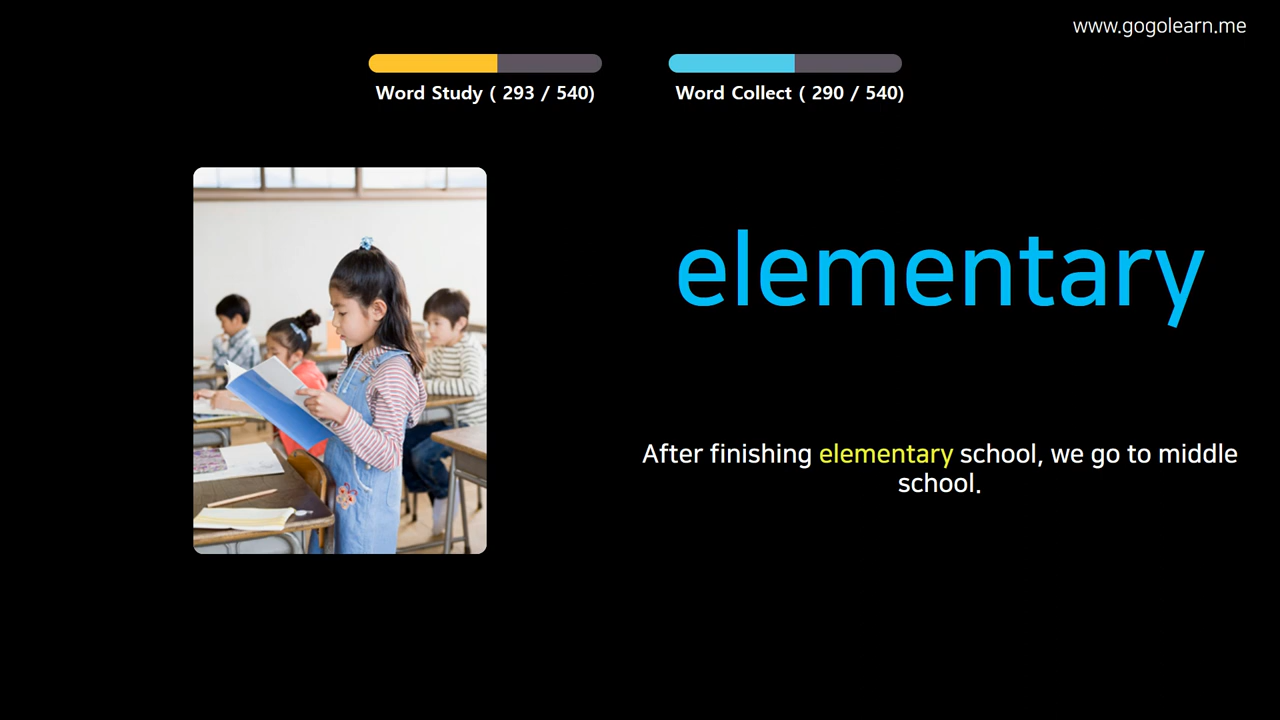 www.gogolearn.me
Word Study ( 293 / 540)
Word Collect ( 290 / 540)
elementary
After finishing elementary school, we go to middle
school.